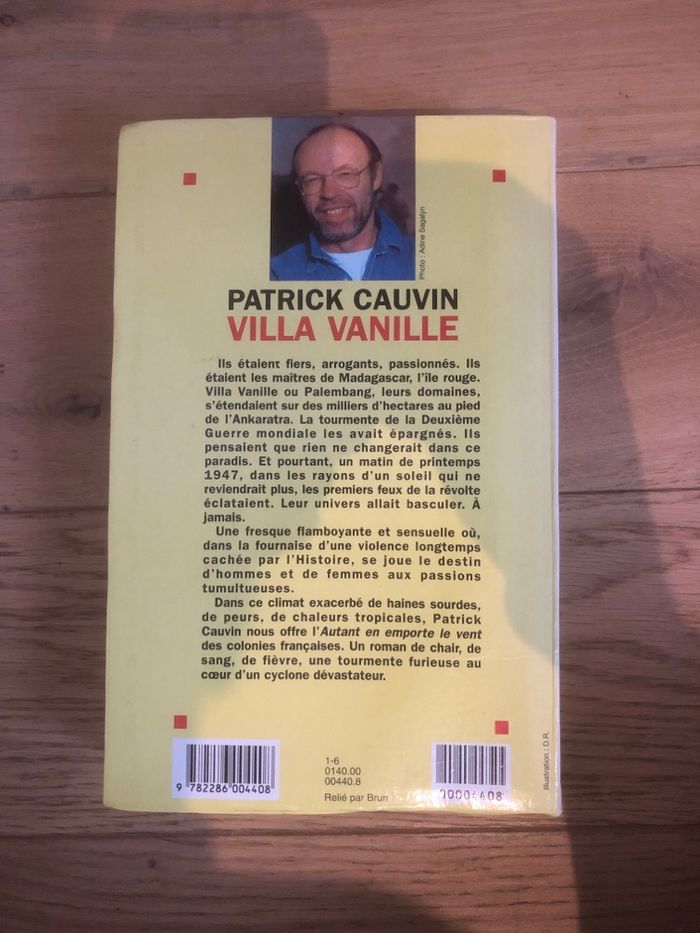 Photo : Adine Sagalyn
PATRICK CAUVIN
VILLA VANILLE
Ils étaient fiers, arrogants, passionnés. Ils
étaient les maîtres de Madagascar, l'île rouge.
Villa Vanille ou Palembang, leurs domaines,
s'étendaient sur des milliers d'hectares au pied
de l'Ankaratra. La tourmente de la Deuxième
Guerre mondiale les avait épargnés. Ils
pensaient que rien ne changerait dans ce
paradis. Et pourtant, un matin de printemps
1947, dans les rayons d'un soleil qui ne
reviendrait plus, les premiers feux de la révolte
éclataient. Leur univers allait basculer. À
jamais.
Une fresque flamboyante et sensuelle où,
dans la fournaise d'une violence longtemps
cachée par l'Histoire, se joue le destin
d'hommes et de femmes aux passions
tumultueuses.
Dans ce climat exacerbé de haines sourdes,
de peurs, de chaleurs tropicales, Patrick
Cauvin nous offre l'Autant en emporte le vent
des colonies françaises. Un roman de chair, de
sang, de fièvre, une tourmente furieuse au
cœur d'un cyclone dévastateur.
9 782286 004408
1-6
0140.00
00440.8
Relié par Brun
00004408
Illustration : D.R.